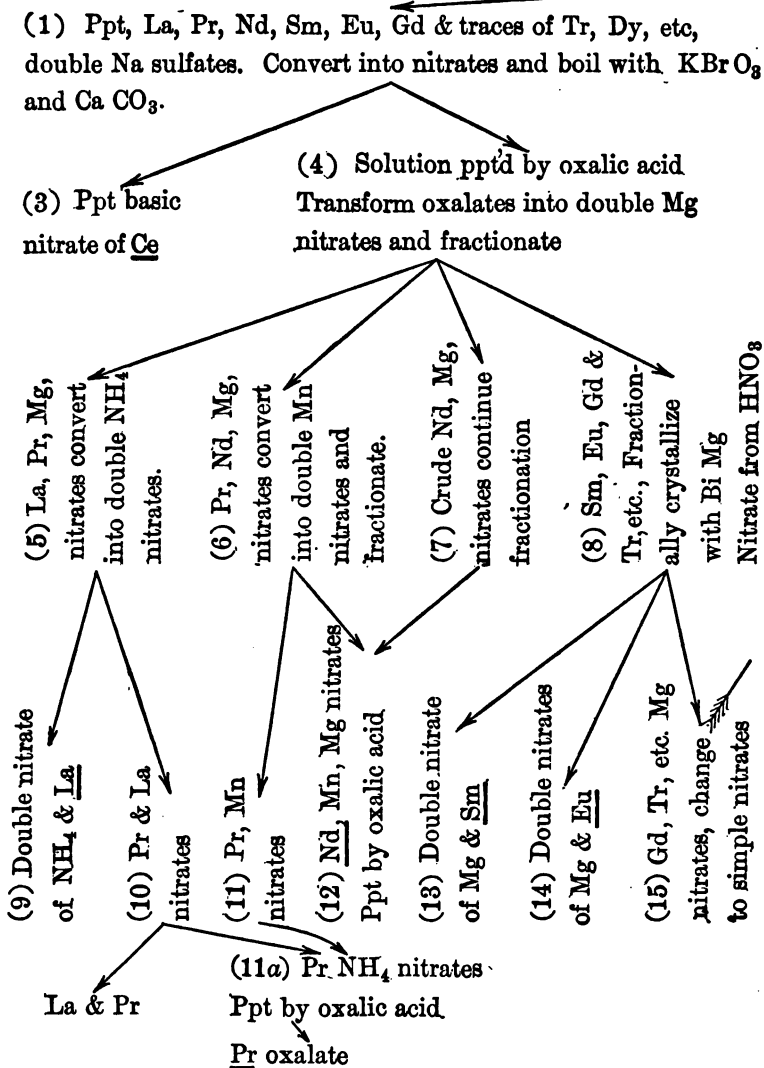 (1) Ppt, La, Pr, Nd, Sm, Eu, Gd & traces of Tr, Dy, etc,
double Na sulfates. Convert into nitrates and boil with KBrO₃
and CaCO₃.
(3) Ppt basic
nitrate of Ce
(4) Solution ppt'd by oxalic acid
Transform oxalates into double Mg
nitrates and fractionate
(5) La, Pr, Mg,
nitrates convert
into double NH₄
nitrates.
(6) Pr, Nd, Mg,
nitrates convert
into double Mn
nitrates and
fractionate.
(7) Crude Nd, Mg,
nitrates continue
fractionation
(8) Sm, Eu, Gd &
Tr, etc., Fraction-
ally crystallize
with Bi Mg
Nitrate from HNO₃
(9) Double nitrate
of NH₄ & La
(10) Pr & La
nitrates
(11) Pr, Mn
nitrates
(12) Nd, Mn, Mg nitrates
Ppt by oxalic acid
(13) Double nitrate
of Mg & Sm
(14) Double nitrates
of Mg & Eu
(15) Gd, Tr, etc. Mg
nitrates, change
to simple nitrates
La & Pr
(11a) Pr NH₄ nitrates
Ppt by oxalic acid
Pr oxalate